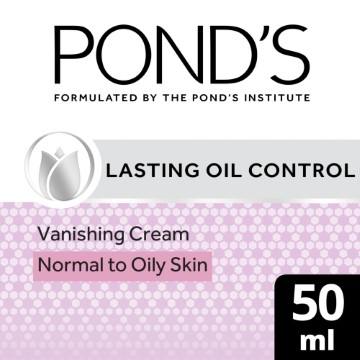 POND'S
FORMULATED BY THE POND'S INSTITUTE
LASTING OIL CONTROL
Vanishing Cream
Normal to Oily Skin
50
ml